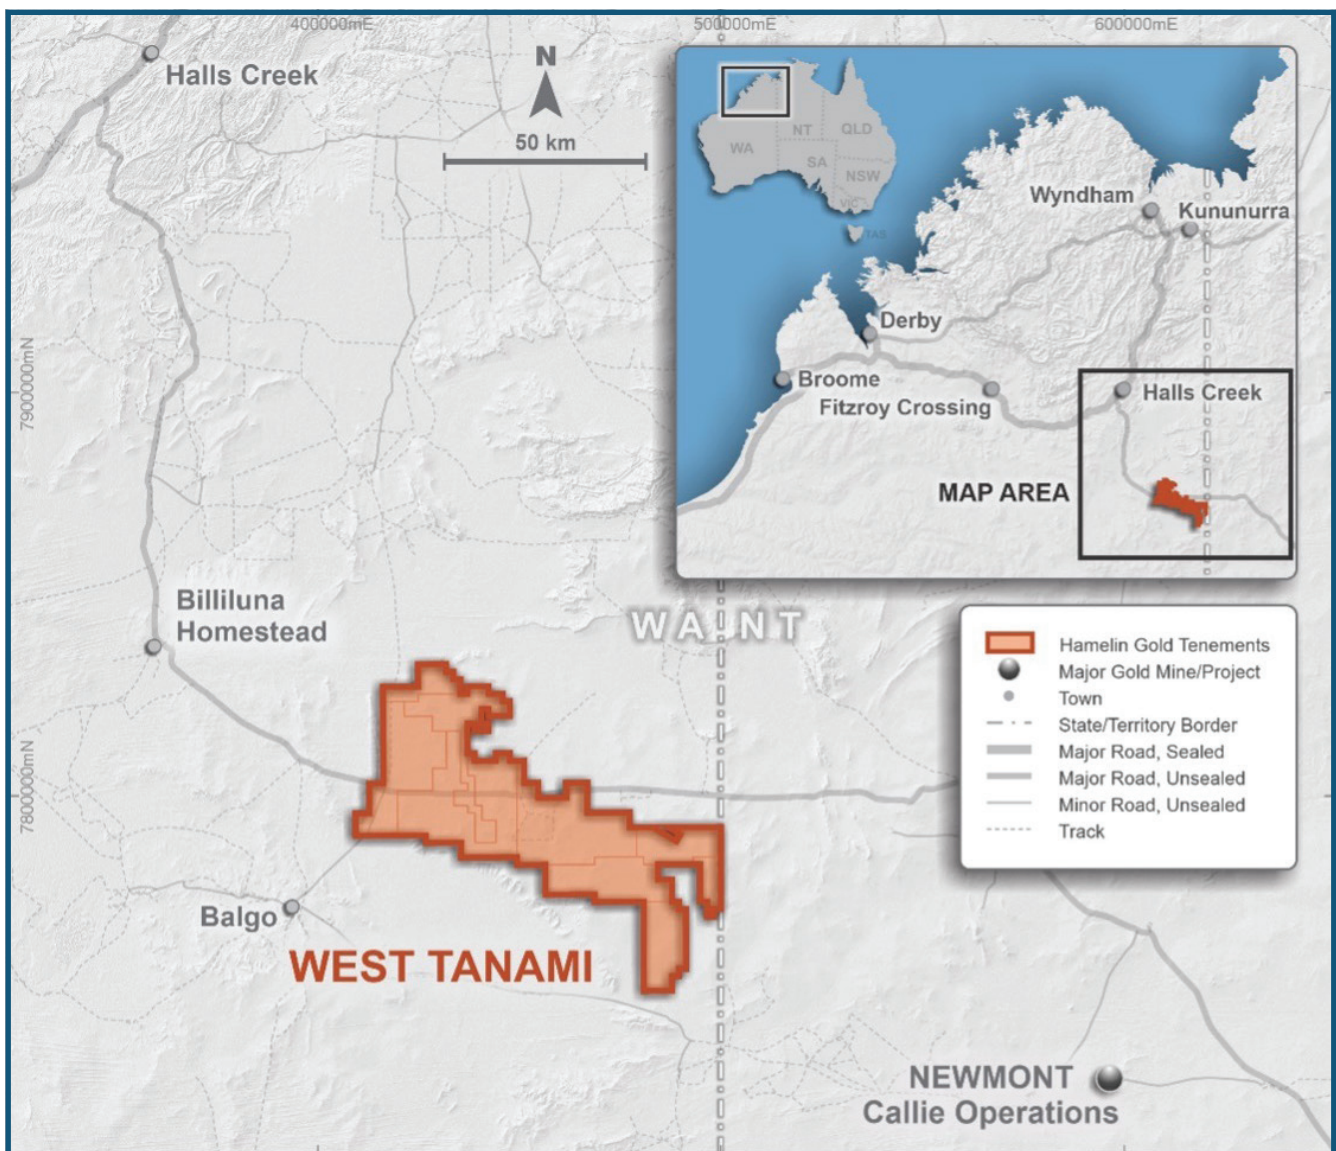 400000mE
500000mE
600000mE
Halls Creek
N
50 km
WA
NT
QLD
SA
NSW
VIC
TAS
Wyndham
Kununurra
Derby
Broome
Fitzroy Crossing
Halls Creek
MAP AREA
7900000mN
Billiluna
Homestead
WA
NT
Hamelin Gold Tenements
Major Gold Mine/Project
Town
State/Territory Border
Major Road, Sealed
Major Road, Unsealed
Minor Road, Unsealed
Track
7800000mN
Balgo
WEST TANAMI
NEWMONT
Callie Operations